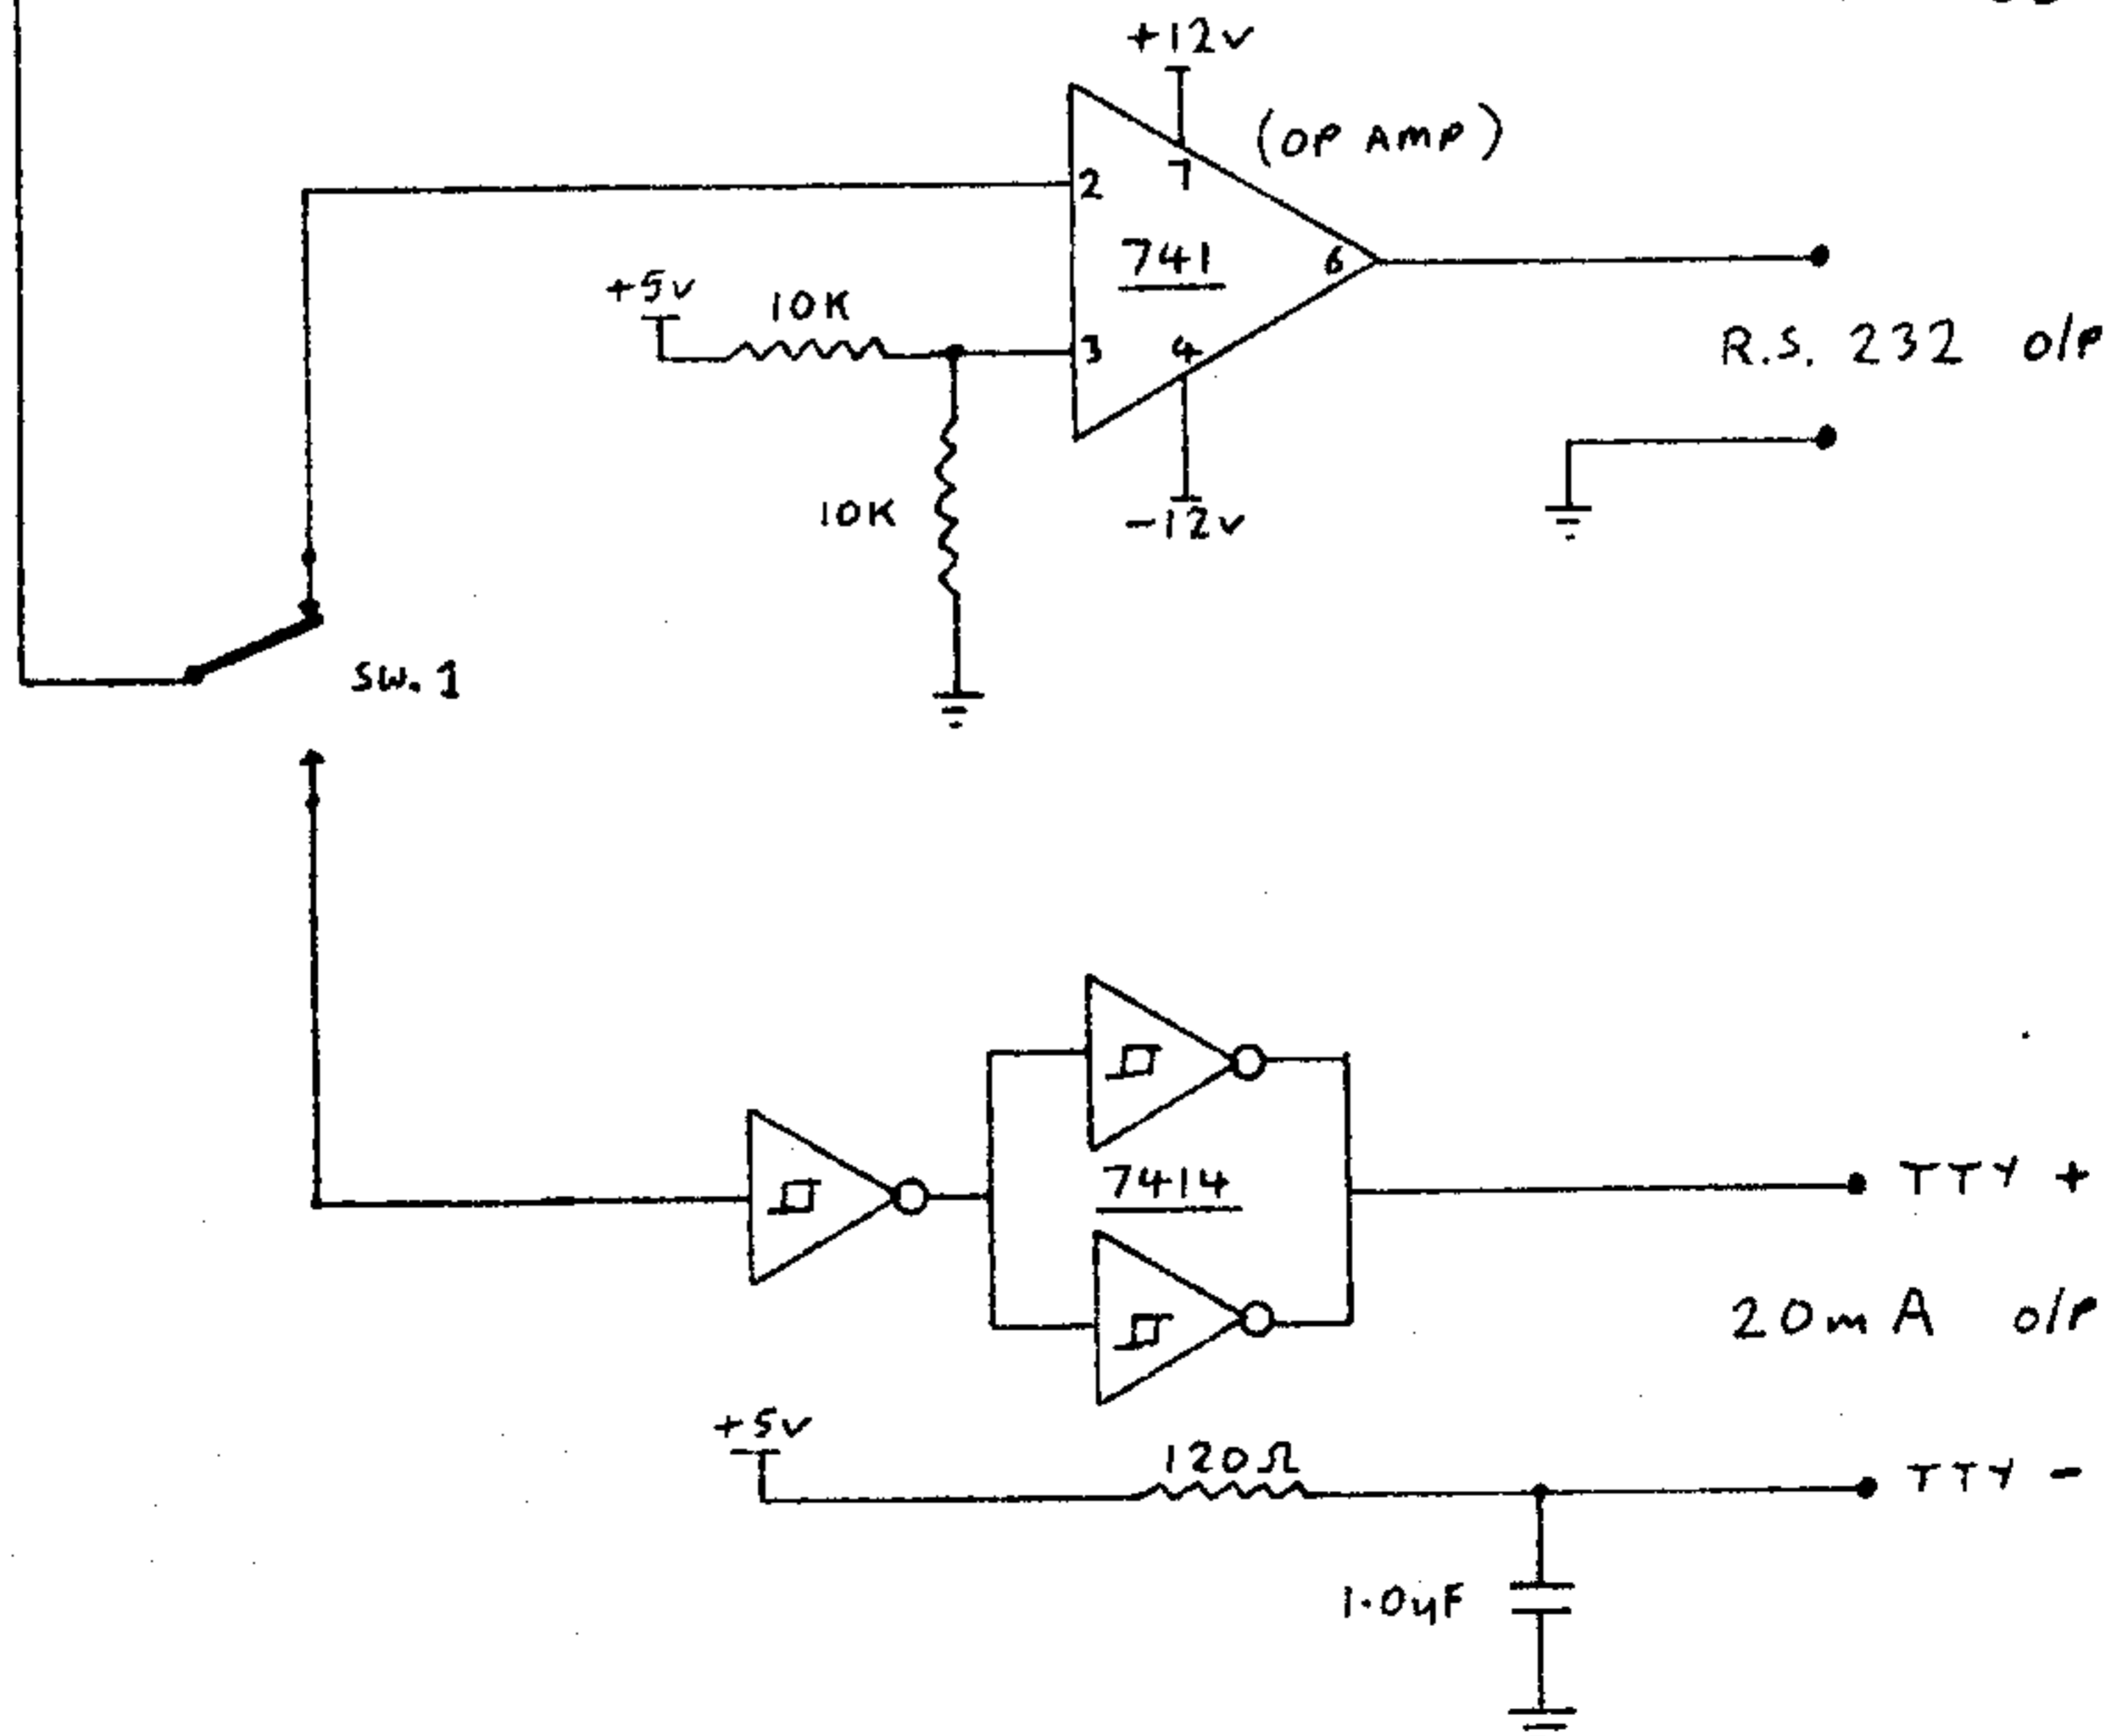 +12v
(OP AMP)
7
2
741
6
+5v
10K
3
4
R.S. 232 O/P
10K
-12v
SW. 1
7414
TTY +
20mA O/P
+5v
120Ω
TTY -
1.0µF